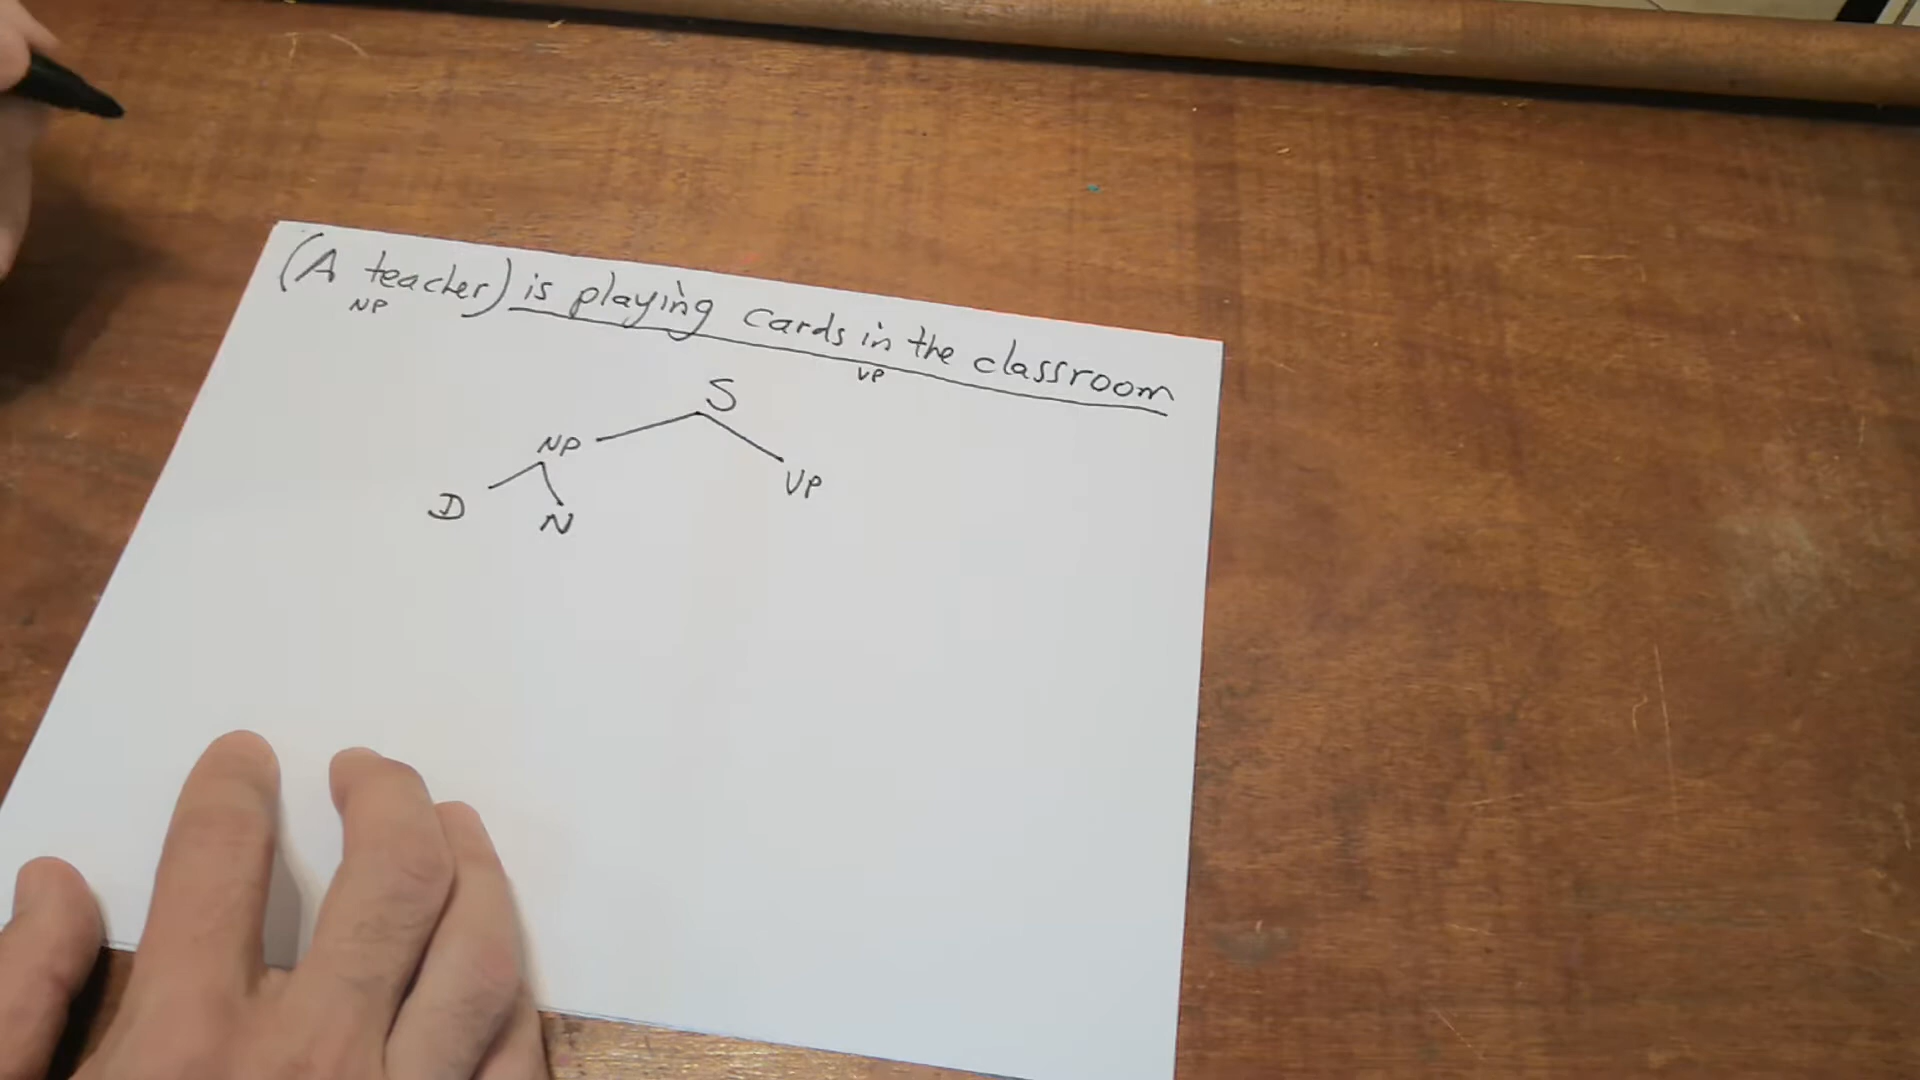 (A teacher) is playing cards in the classroom
NP VP
S
NP VP
D N